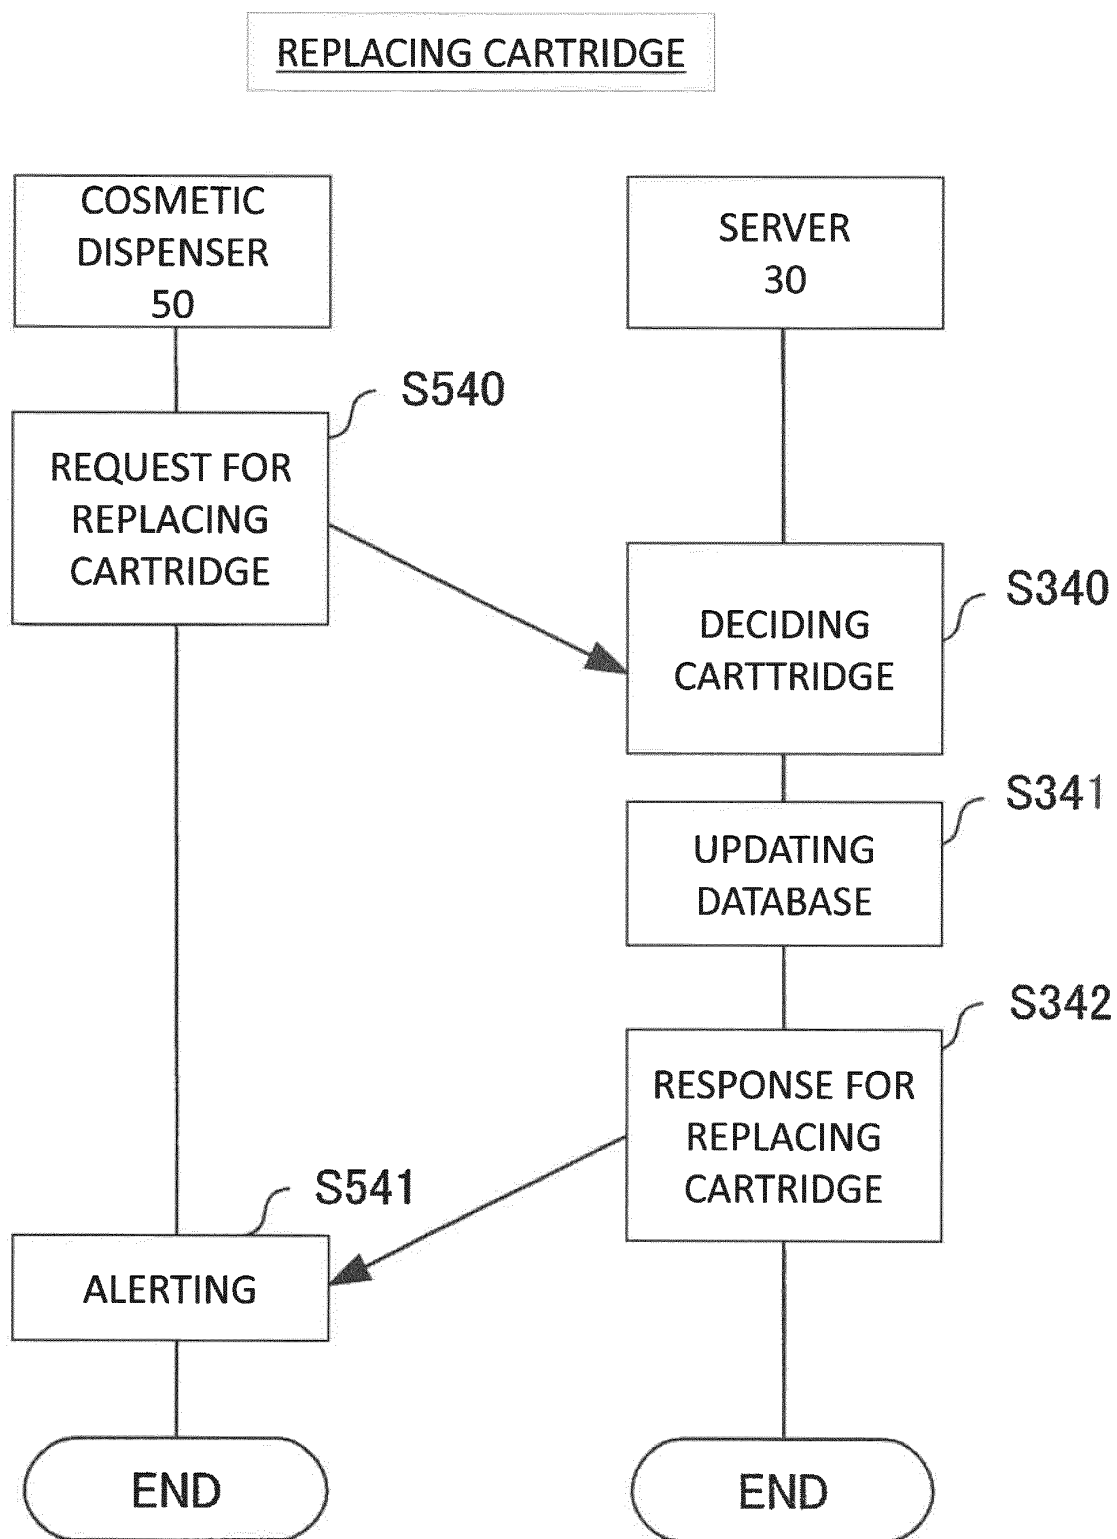 REPLACING CARTRIDGE
COSMETIC
DISPENSER
50
SERVER
30
S540
REQUEST FOR
REPLACING
CARTRIDGE
S340
DECIDING
CARTTRIDGE
S341
UPDATING
DATABASE
S342
RESPONSE FOR
REPLACING
CARTRIDGE
S541
ALERTING
END
END